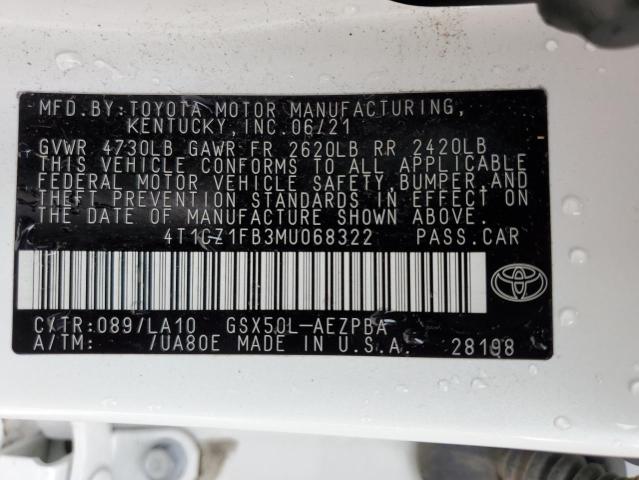 MFD.BY:TOYOTA MOTOR MANUFACTURING,
KENTUCKY, INC. 06/21
GVWR 4730LB GAWR FR 2620LB RR 2420LB
THIS VEHICLE CONFORMS TO ALL APPLICABLE
FEDERAL MOTOR VEHICLE SAFETY, BUMPER, AND
THEFT PREVENTION STANDARDS IN EFFECT ON
THE DATE OF MANUFACTURE SHOWN ABOVE.
4T1CZ1FB3MU068322 PASS.CAR
C/TR:089/LA10 GSX50L-AEZPBA
A/TM: /UA80E MADE IN U.S.A. 28198